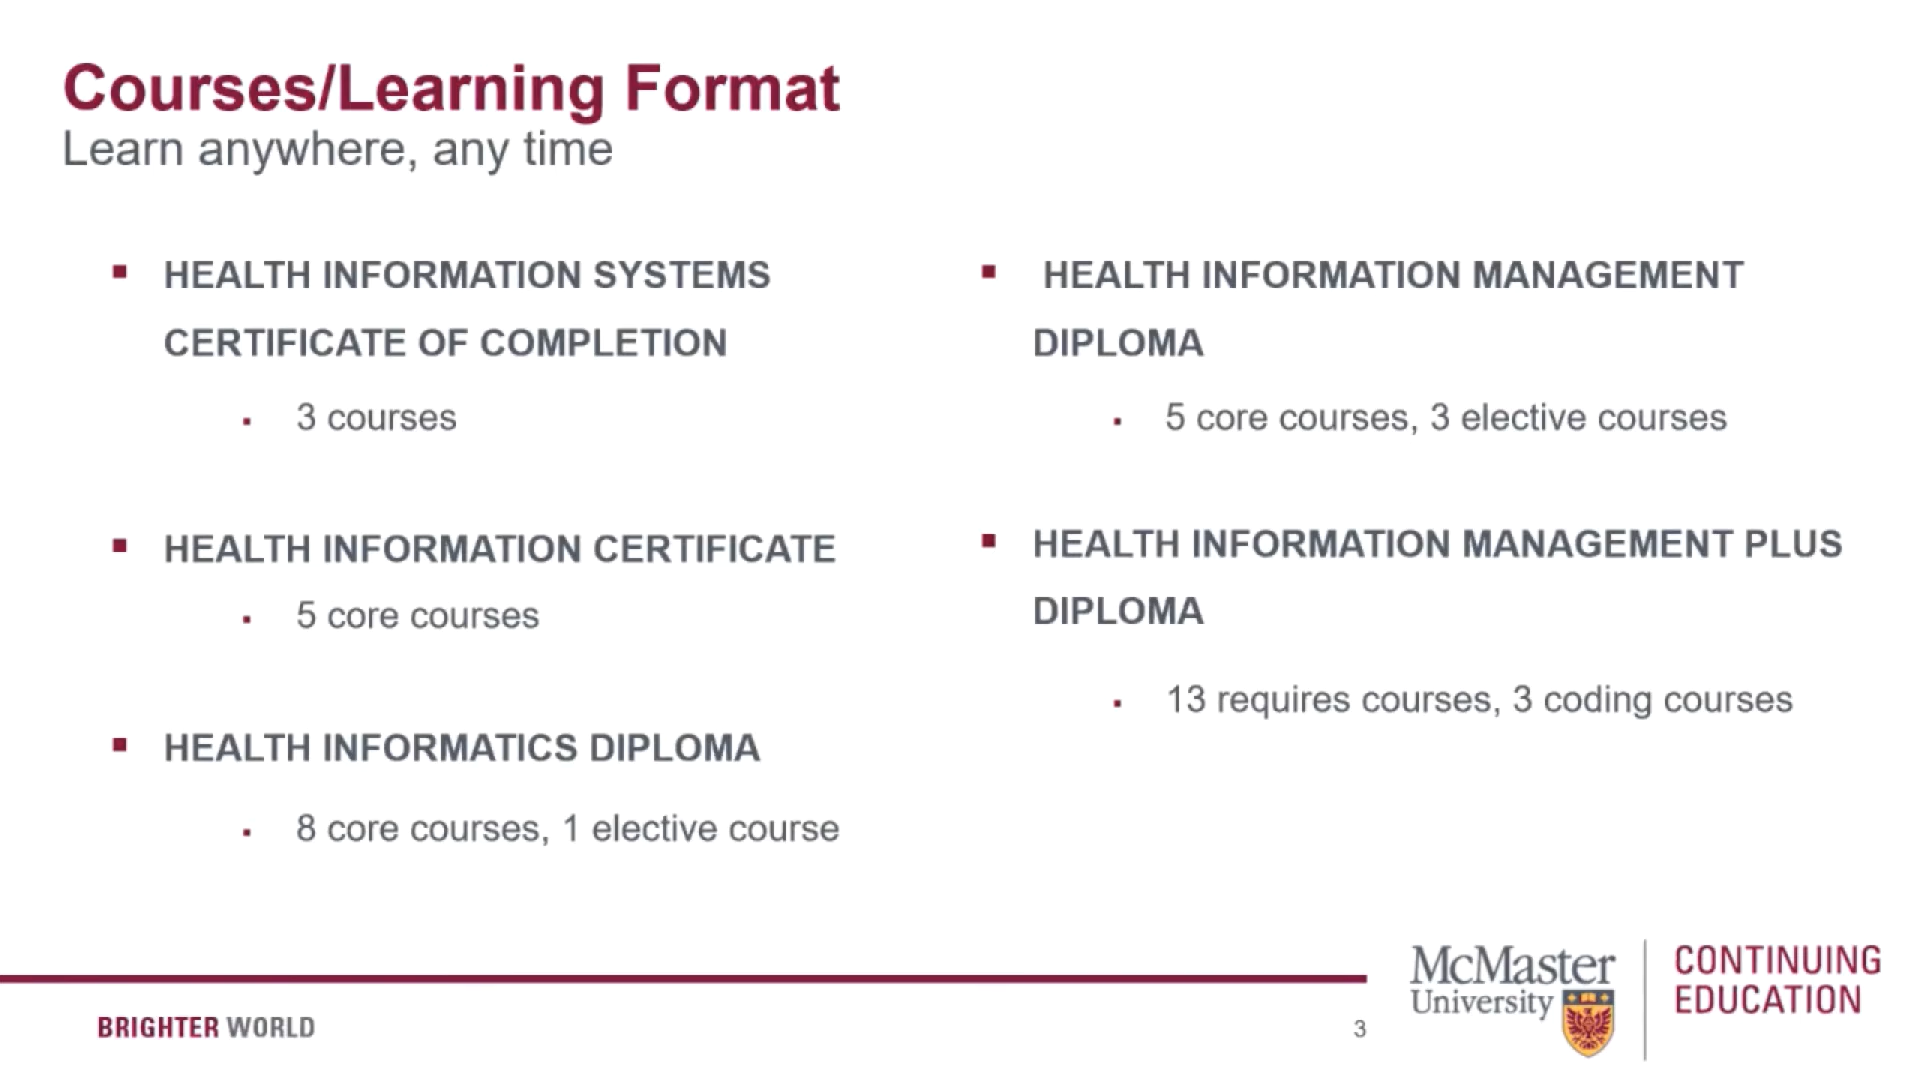 Courses/Learning Format
Learn anywhere, any time
HEALTH INFORMATION SYSTEMS
CERTIFICATE OF COMPLETION
3 courses
HEALTH INFORMATION CERTIFICATE
5 core courses
HEALTH INFORMATICS DIPLOMA
8 core courses, 1 elective course
HEALTH INFORMATION MANAGEMENT
DIPLOMA
5 core courses, 3 elective courses
HEALTH INFORMATION MANAGEMENT PLUS
DIPLOMA
13 requires courses, 3 coding courses
BRIGHTER WORLD
3
McMaster
University
CONTINUING
EDUCATION